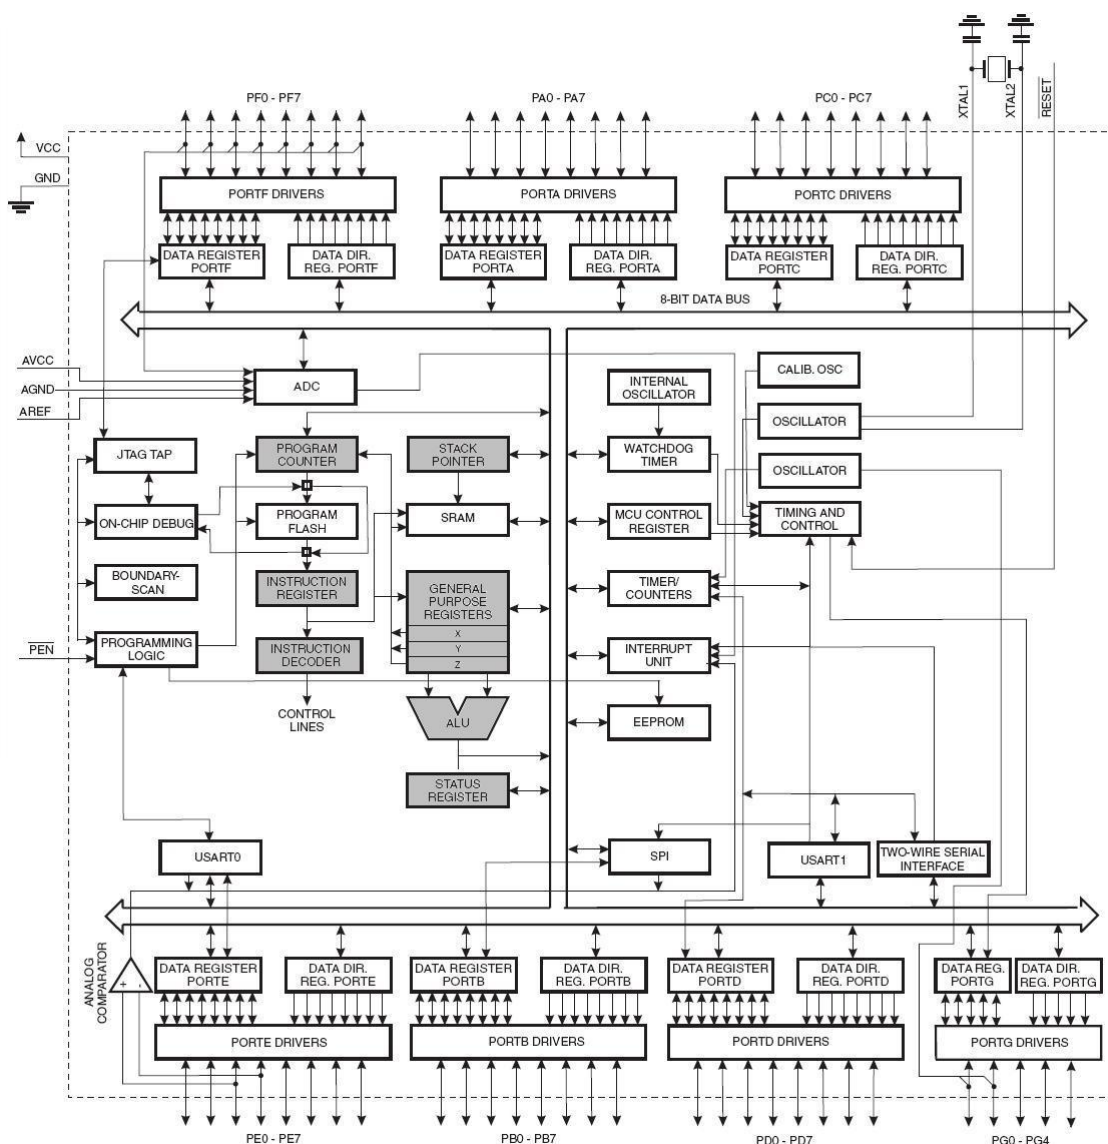 XTAL1
XTAL2
RESET
PF0 - PF7
PA0 - PA7
PC0 - PC7
VCC
GND
PORTF DRIVERS
PORTA DRIVERS
PORTC DRIVERS
DATA REGISTER
PORTF
DATA DIR.
REG. PORTF
DATA REGISTER
PORTA
DATA DIR.
REG. PORTA
DATA REGISTER
PORTC
DATA DIR.
REG. PORTC
8-BIT DATA BUS
AVCC
AGND
AREF
ADC
INTERNAL
OSCILLATOR
CALIB. OSC
OSCILLATOR
JTAG TAP
PROGRAM
COUNTER
STACK
POINTER
WATCHDOG
TIMER
OSCILLATOR
ON-CHIP DEBUG
PROGRAM
FLASH
SRAM
MCU CONTROL
REGISTER
TIMING AND
CONTROL
BOUNDARY-
SCAN
INSTRUCTION
REGISTER
GENERAL
PURPOSE
REGISTERS
X
Y
Z
TIMER/
COUNTERS
PEN
PROGRAMMING
LOGIC
INSTRUCTION
DECODER
INTERRUPT
UNIT
CONTROL
LINES
ALU
EEPROM
STATUS
REGISTER
USART0
SPI
USART1
TWO-WIRE SERIAL
INTERFACE
ANALOG
COMPARATOR
+
-
DATA REGISTER
PORTE
DATA DIR.
REG. PORTE
DATA REGISTER
PORTB
DATA DIR.
REG. PORTB
DATA REGISTER
PORTD
DATA DIR.
REG. PORTD
DATA REG.
PORTG
DATA DIR.
REG. PORTG
PORTE DRIVERS
PORTB DRIVERS
PORTD DRIVERS
PORTG DRIVERS
PE0 - PE7
PB0 - PB7
PD0 - PD7
PG0 - PG4